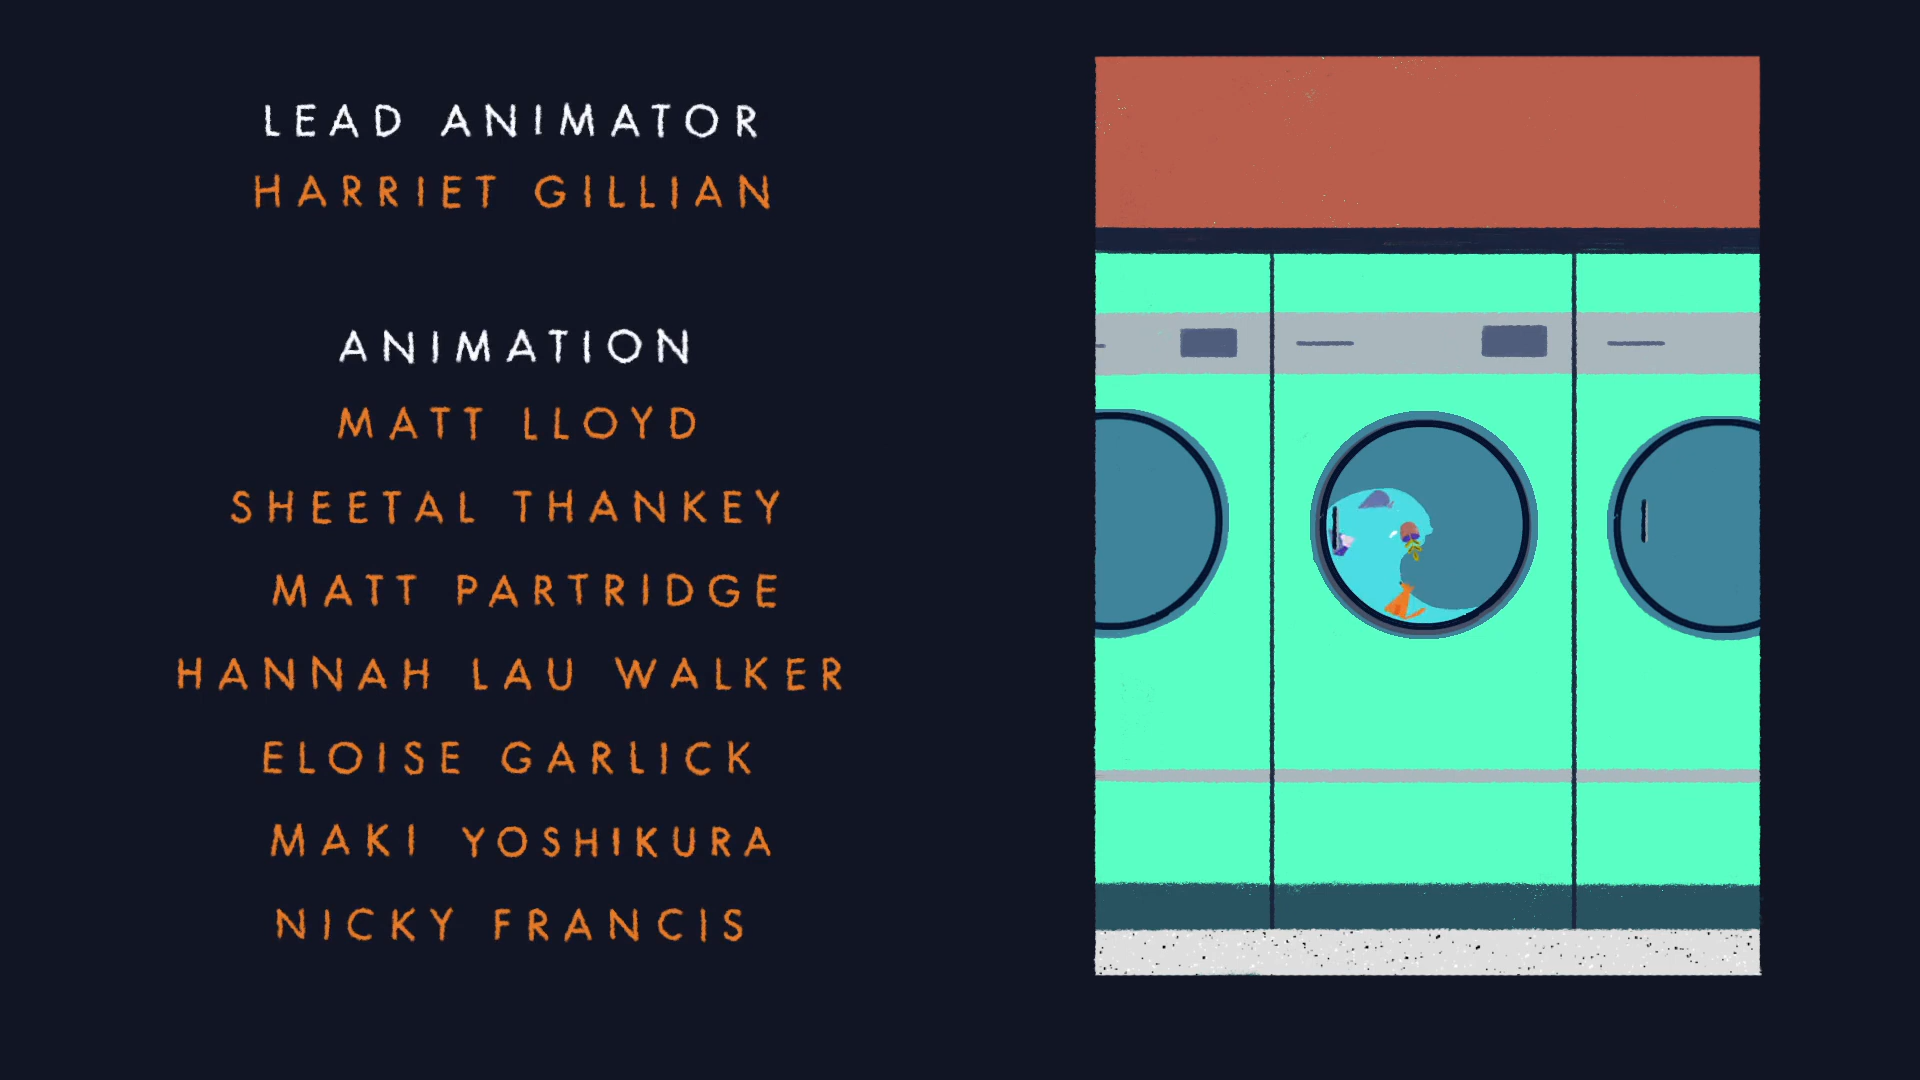 LEAD ANIMATOR
HARRIET GILLIAN
ANIMATION
MATT LLOYD
SHEETAL THANKEY
MATT PARTRIDGE
HANNAH LAU WALKER
ELOISE GARLICK
MAKI YOSHIKURA
NICKY FRANCIS